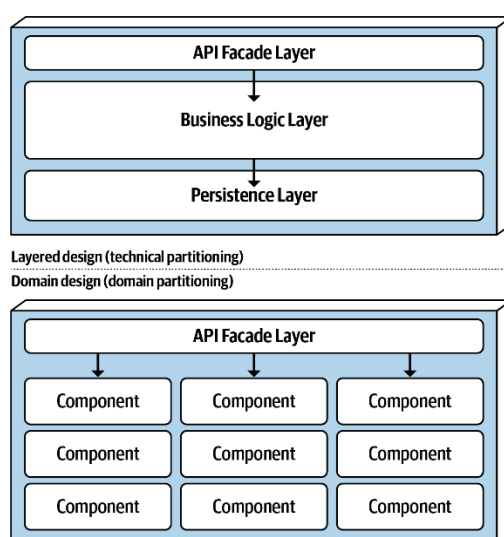 API Facade Layer
Business Logic Layer
Persistence Layer
Layered design (technical partitioning)
Domain design (domain partitioning)
API Facade Layer
Component Component Component
Component Component Component
Component Component Component